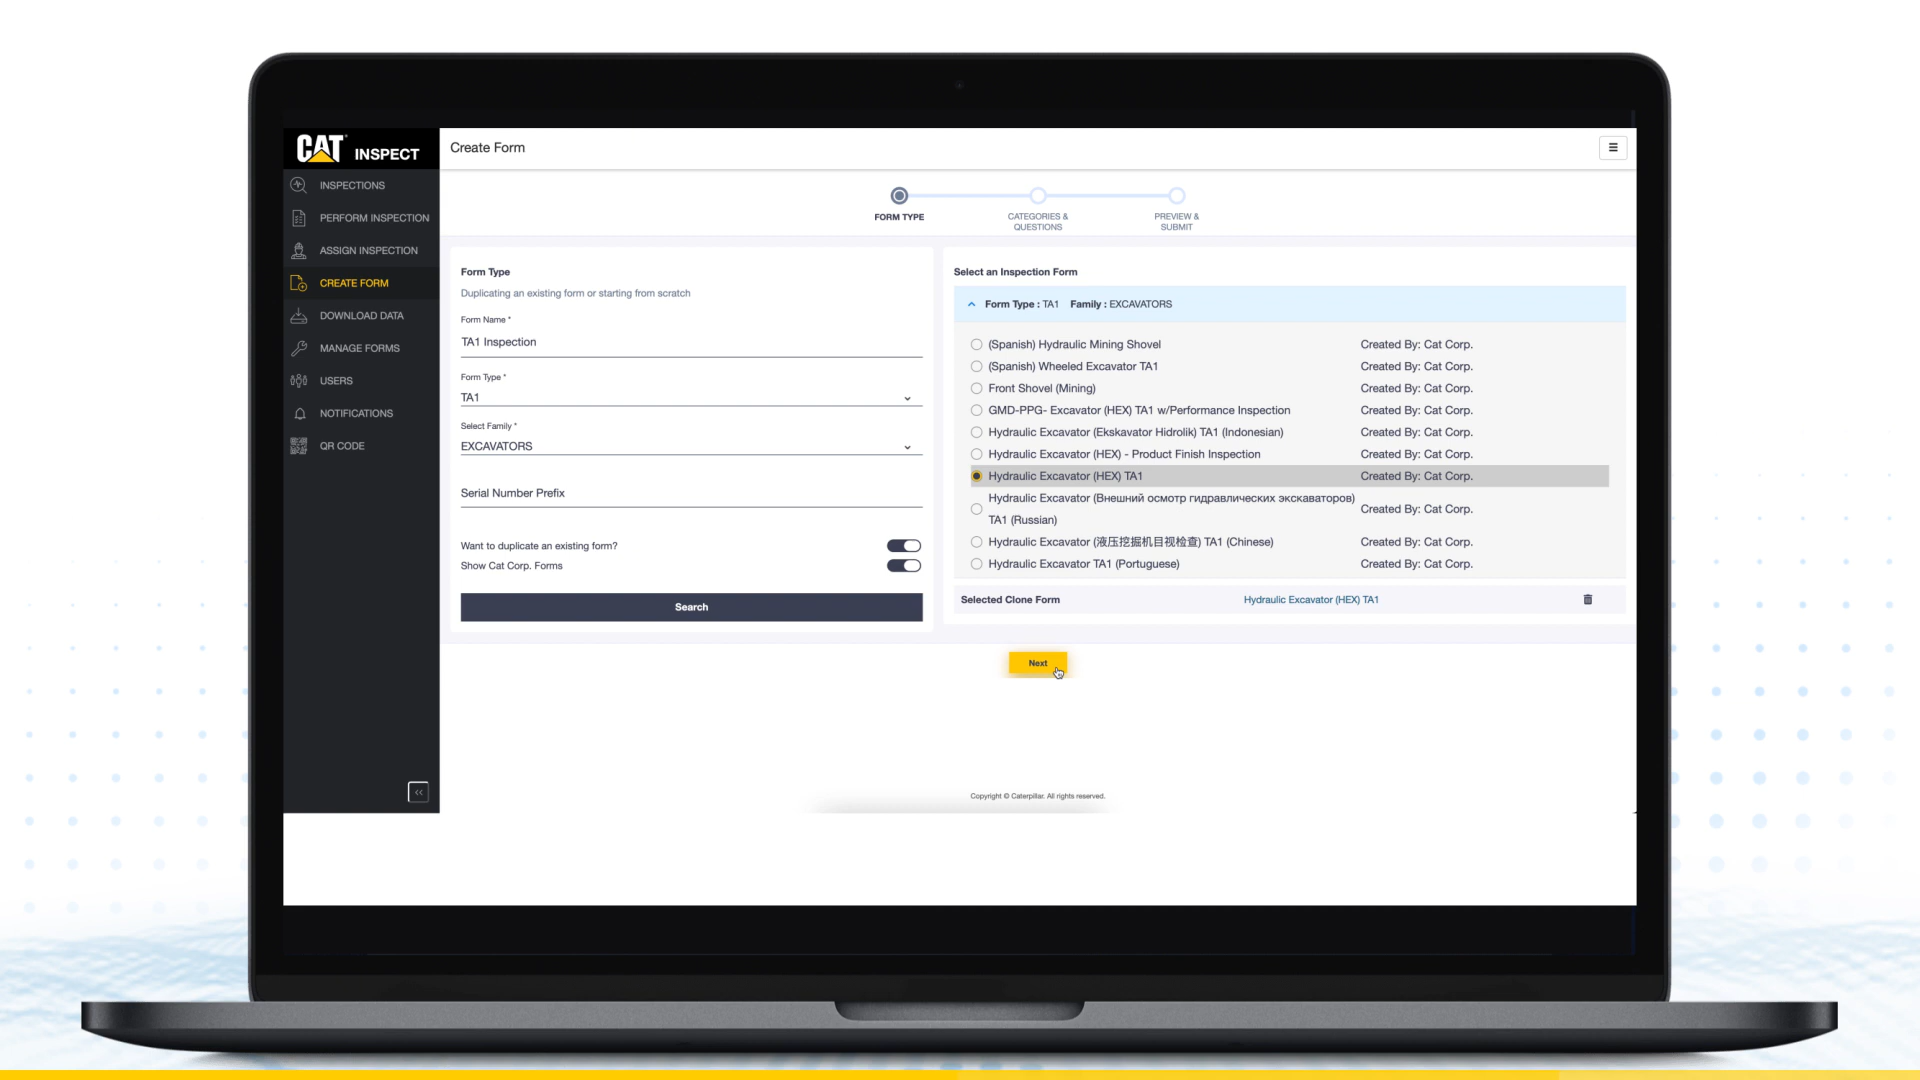 CAT INSPECT
Create Form
INSPECTIONS
PERFORM INSPECTION
ASSIGN INSPECTION
CREATE FORM
DOWNLOAD DATA
MANAGE FORMS
USERS
NOTIFICATIONS
QR CODE
FORM TYPE
CATEGORIES &
QUESTIONS
PREVIEW &
SUBMIT
Form Type
Duplicating an existing form or starting from scratch
Form Name *
TA1 Inspection
Form Type *
TA1
Select Family *
EXCAVATORS
Serial Number Prefix
Want to duplicate an existing form?
Show Cat Corp. Forms
Search
Select an Inspection Form
Form Type : TA1 Family : EXCAVATORS
(Spanish) Hydraulic Mining Shovel Created By: Cat Corp.
(Spanish) Wheeled Excavator TA1 Created By: Cat Corp.
Front Shovel (Mining) Created By: Cat Corp.
GMD-PPG- Excavator (HEX) TA1 w/Performance Inspection Created By: Cat Corp.
Hydraulic Excavator (Ekskavator Hidrolik) TA1 (Indonesian) Created By: Cat Corp.
Hydraulic Excavator (HEX) - Product Finish Inspection Created By: Cat Corp.
Hydraulic Excavator (HEX) TA1 Created By: Cat Corp.
Hydraulic Excavator (Внешний осмотр гидравлических экскаваторов)
TA1 (Russian) Created By: Cat Corp.
Hydraulic Excavator (液压挖掘机目视检查) TA1 (Chinese) Created By: Cat Corp.
Hydraulic Excavator TA1 (Portuguese) Created By: Cat Corp.
Selected Clone Form Hydraulic Excavator (HEX) TA1
Next
Copyright © Caterpillar. All rights reserved.